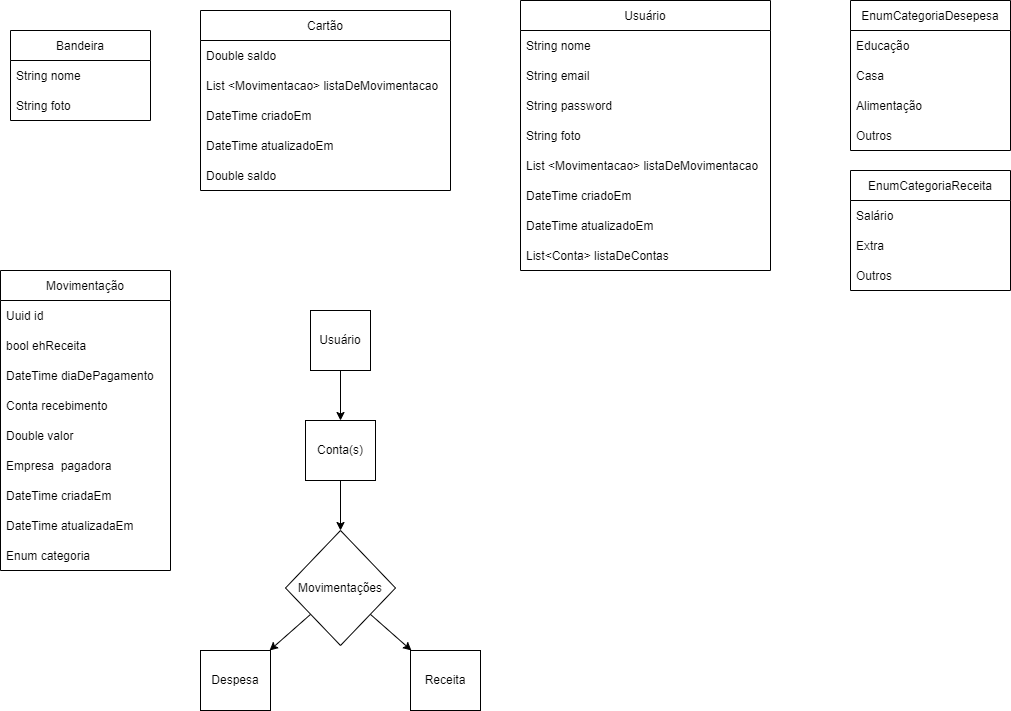 Bandeira
String nome
String foto
Cartão
Double saldo
List <Movimentacao> listaDeMovimentacao
DateTime criadoEm
DateTime atualizadoEm
Double saldo
Usuário
String nome
String email
String password
String foto
List <Movimentacao> listaDeMovimentacao
DateTime criadoEm
DateTime atualizadoEm
List<Conta> listaDeContas
EnumCategoriaDesepesa
Educação
Casa
Alimentação
Outros
EnumCategoriaReceita
Salário
Extra
Outros
Movimentação
Uuid id
bool ehReceita
DateTime diaDePagamento
Conta recebimento
Double valor
Empresa  pagadora
DateTime criadaEm
DateTime atualizadaEm
Enum categoria
Usuário
Conta(s)
Movimentações
Despesa
Receita